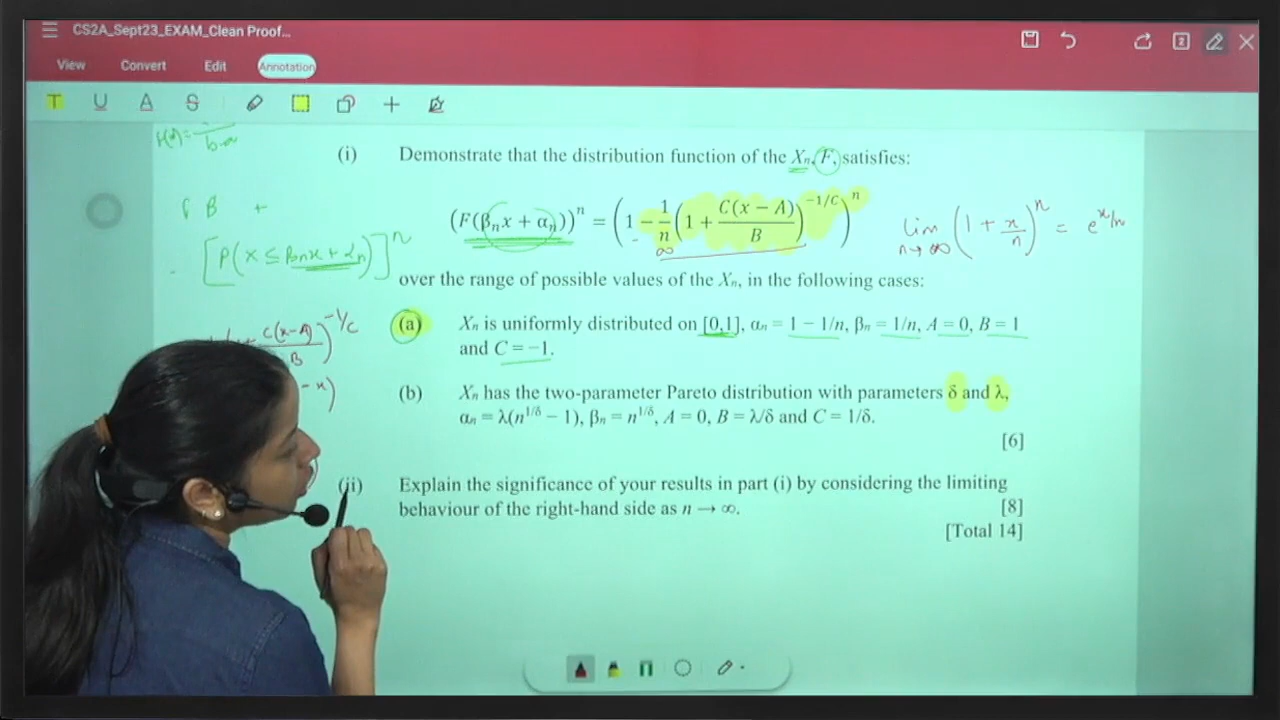 CS2A_Sept23_EXAM_Clean Proof...
View Convert Edit Annotation
T U A S
2
(i) Demonstrate that the distribution function of the Xₙ, F, satisfies:
(F(βₙx + αₙ))ⁿ = (1 − 1/n (1 + C(x − A)/B)^(−1/C))ⁿ
lim n→∞ (1 + x/n)ⁿ = e^x/n
∞
[P(X ≤ βₙx + αₙ)]ⁿ
over the range of possible values of the Xₙ, in the following cases:
(a) Xₙ is uniformly distributed on [0,1], αₙ = 1 − 1/n, βₙ = 1/n, A = 0, B = 1
and C = −1.
C(x−A)/B)^−1/C
− x)
(b) Xₙ has the two-parameter Pareto distribution with parameters δ and λ,
αₙ = λ(n^1/δ − 1), βₙ = n^1/δ, A = 0, B = λ/δ and C = 1/δ.
[6]
(ii) Explain the significance of your results in part (i) by considering the limiting
behaviour of the right-hand side as n → ∞. [8]
[Total 14]